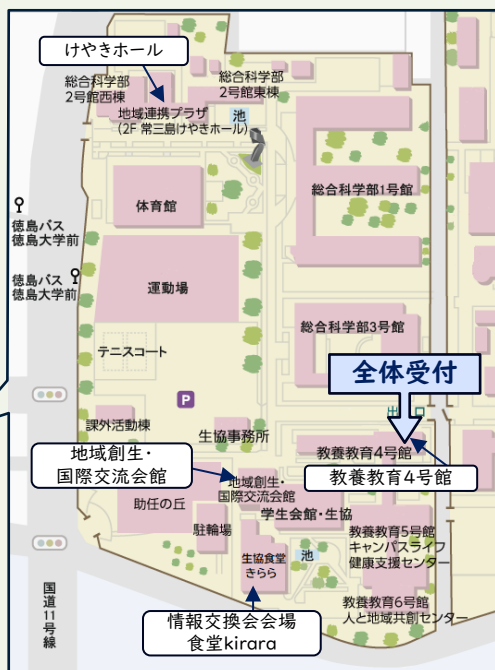 けやきホール
総合科学部
2号館西棟
総合科学部
2号館東棟
地域連携プラザ
(2F 常三島けやきホール)
池
体育館
総合科学部1号館
徳島バス
徳島大学前
徳島バス
徳島大学前
運動場
総合科学部3号館
テニスコート
全体受付
P
出
口
課外活動棟
生協事務所
教養教育4号館
地域創生・
国際交流会館
教養教育4号館
地域創生・
国際交流会館
助任の丘
学生会館・生協
駐輪場
教養教育5号館
キャンパスライフ
健康支援センター
生協食堂
きらら
池
国道11号線
教養教育6号館
人と地域共創センター
情報交換会会場
食堂kirara